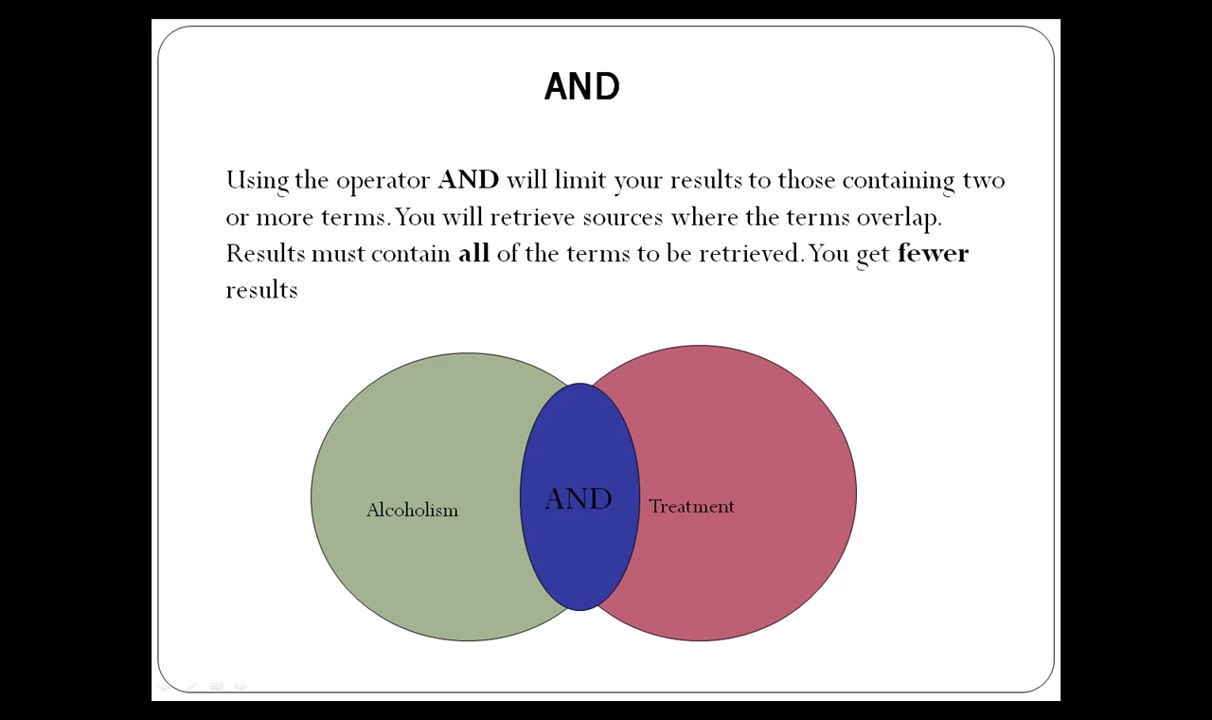 AND
Using the operator AND will limit your results to those containing two
or more terms. You will retrieve sources where the terms overlap.
Results must contain all of the terms to be retrieved. You get fewer
results
Alcoholism
AND
Treatment